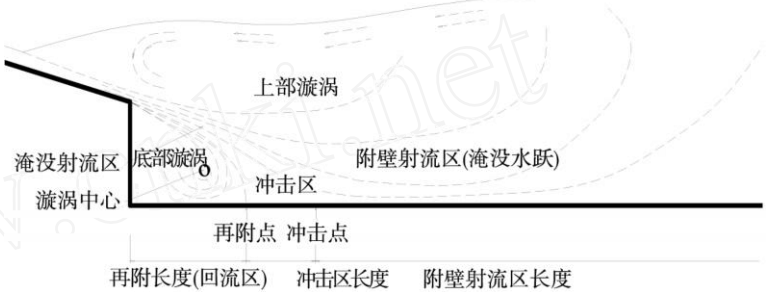 上部漩涡
淹没射流区
底部漩涡
附壁射流区(淹没水跃)
漩涡中心
o
冲击区
再附点
冲击点
再附长度(回流区)
冲击区长度
附壁射流区长度